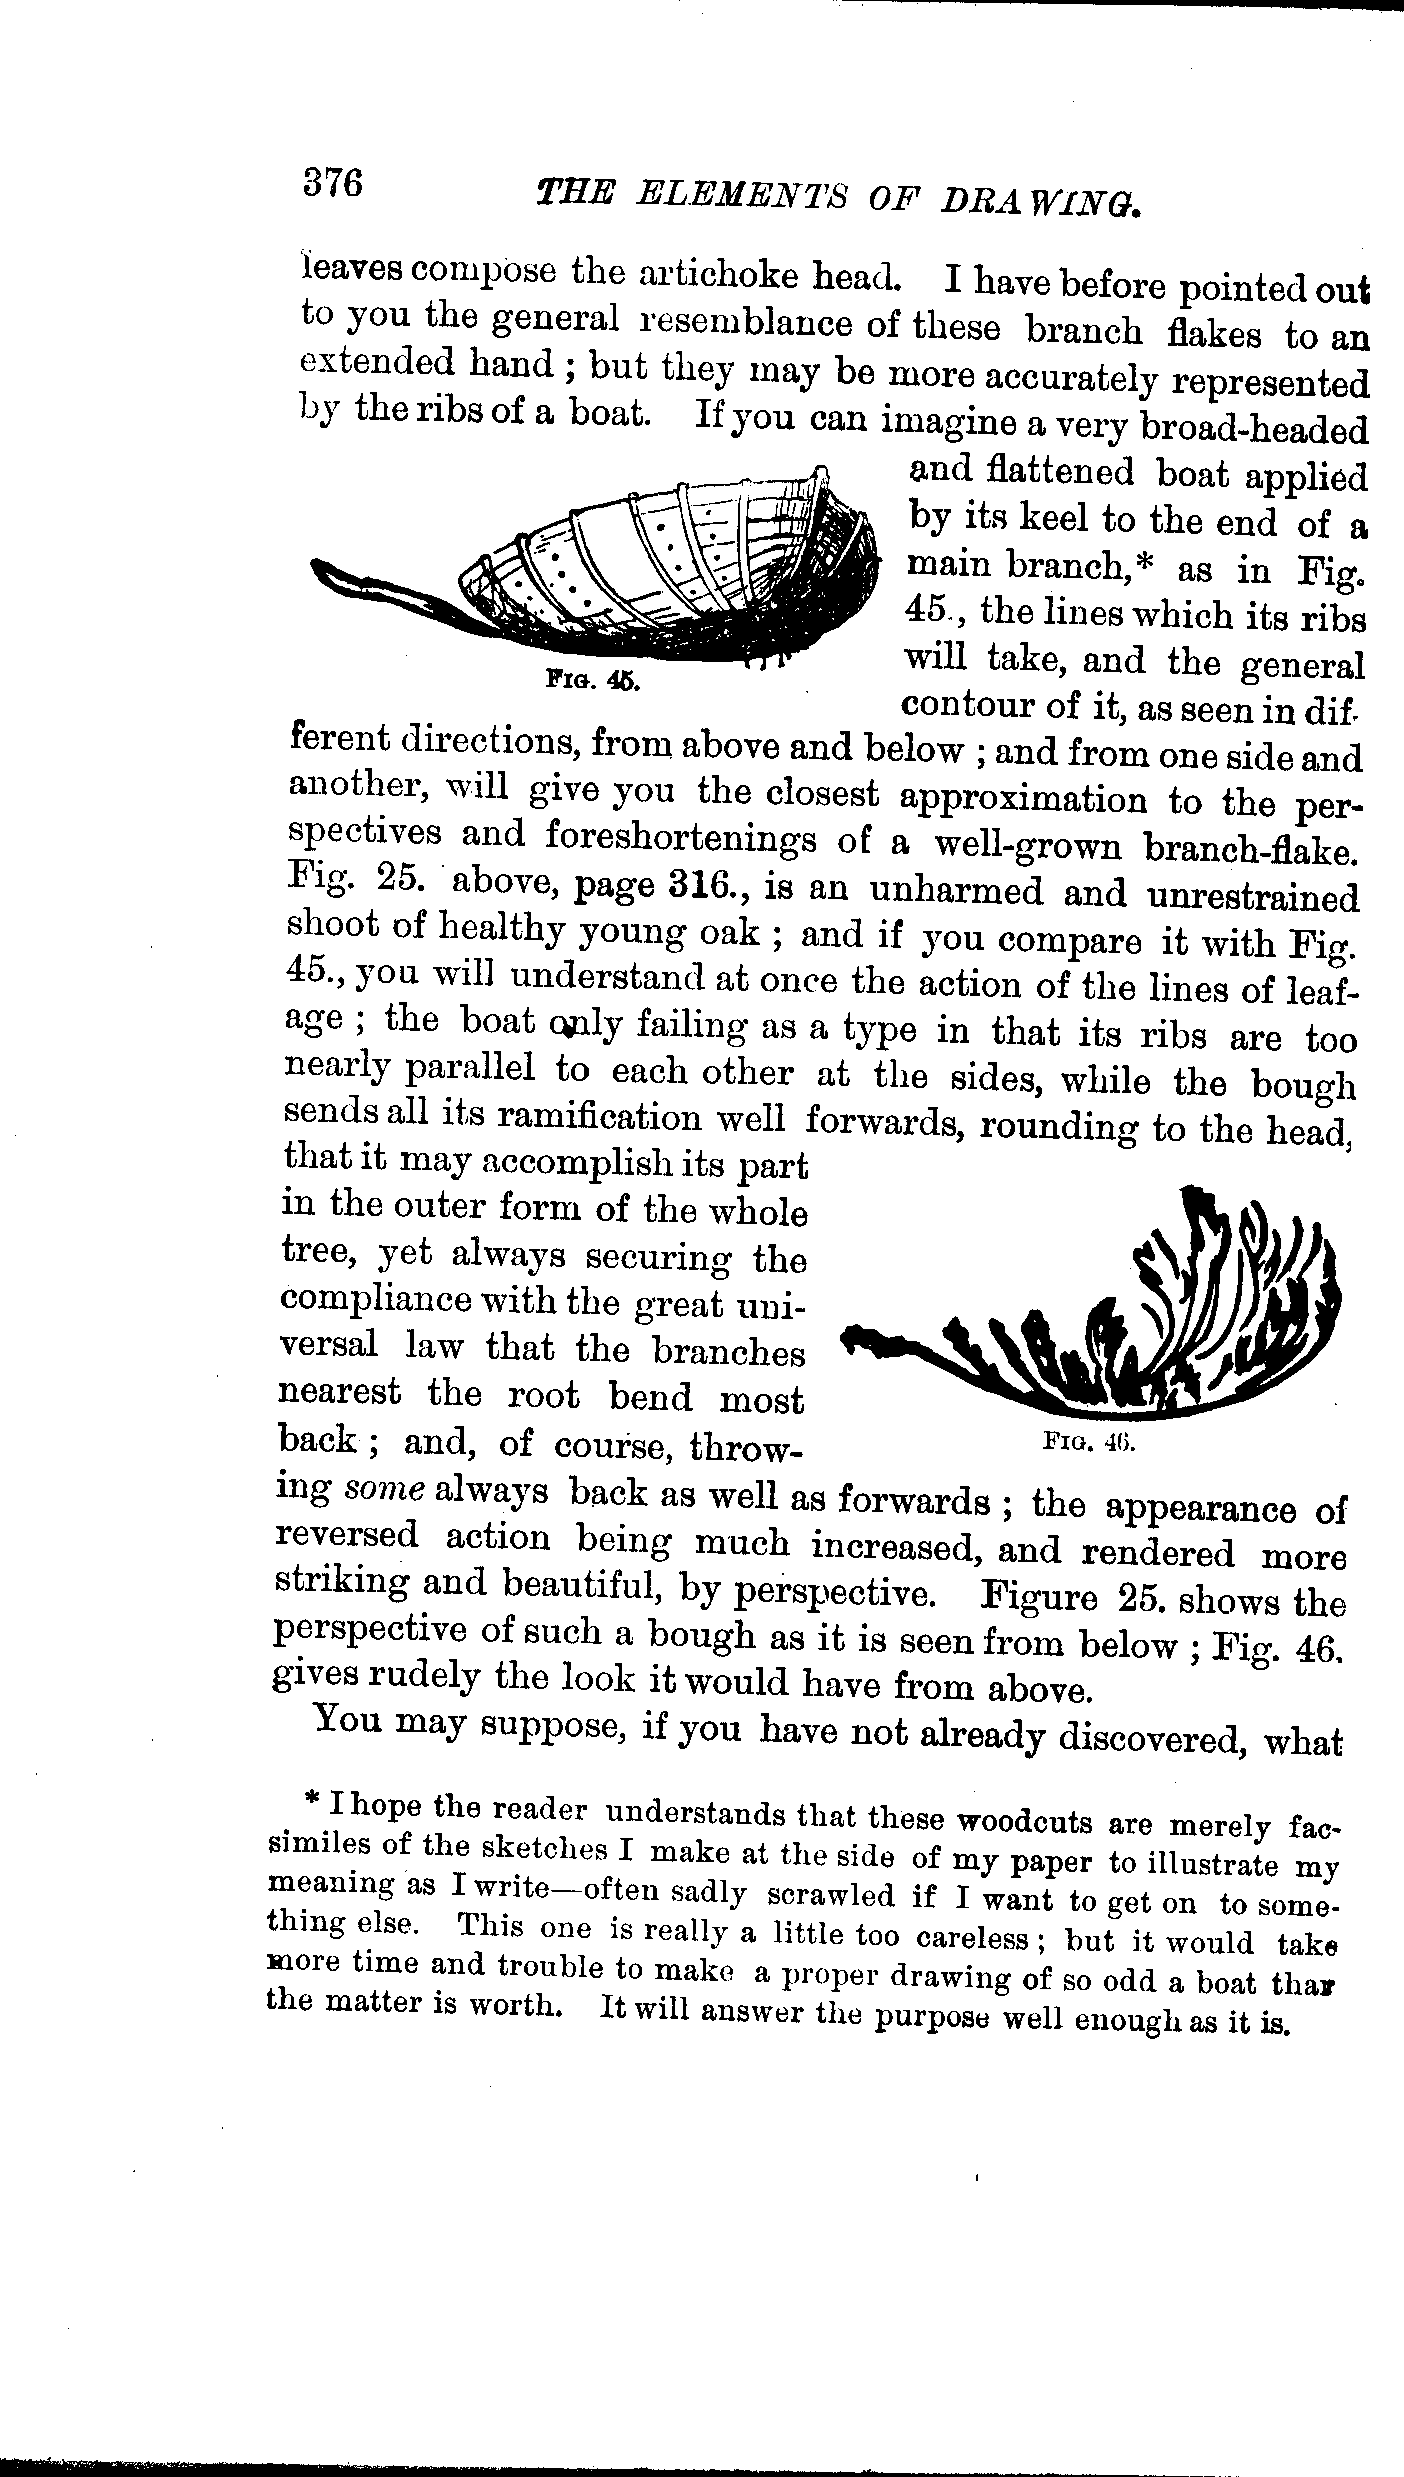 376 THE ELEMENTS OF DRAWING.
leaves compose the artichoke head. I have before pointed out
to you the general resemblance of these branch flakes to an
extended hand ; but they may be more accurately represented
by the ribs of a boat. If you can imagine a very broad-headed
and flattened boat applied
by its keel to the end of a
main branch,* as in Fig.
45., the lines which its ribs
will take, and the general
contour of it, as seen in dif-
FIG. 45.
ferent directions, from above and below ; and from one side and
another, will give you the closest approximation to the per-
spectives and foreshortenings of a well-grown branch-flake.
Fig. 25. above, page 316., is an unharmed and unrestrained
shoot of healthy young oak ; and if you compare it with Fig.
45., you will understand at once the action of the lines of leaf-
age ; the boat only failing as a type in that its ribs are too
nearly parallel to each other at the sides, while the bough
sends all its ramification well forwards, rounding to the head,
that it may accomplish its part
in the outer form of the whole
tree, yet always securing the
compliance with the great uni-
versal law that the branches
nearest the root bend most
back ; and, of course, throw-
FIG. 46.
ing some always back as well as forwards ; the appearance of
reversed action being much increased, and rendered more
striking and beautiful, by perspective. Figure 25. shows the
perspective of such a bough as it is seen from below ; Fig. 46.
gives rudely the look it would have from above.
You may suppose, if you have not already discovered, what
* I hope the reader understands that these woodcuts are merely fac-
similes of the sketches I make at the side of my paper to illustrate my
meaning as I write—often sadly scrawled if I want to get on to some-
thing else. This one is really a little too careless ; but it would take
more time and trouble to make a proper drawing of so odd a boat than
the matter is worth. It will answer the purpose well enough as it is.